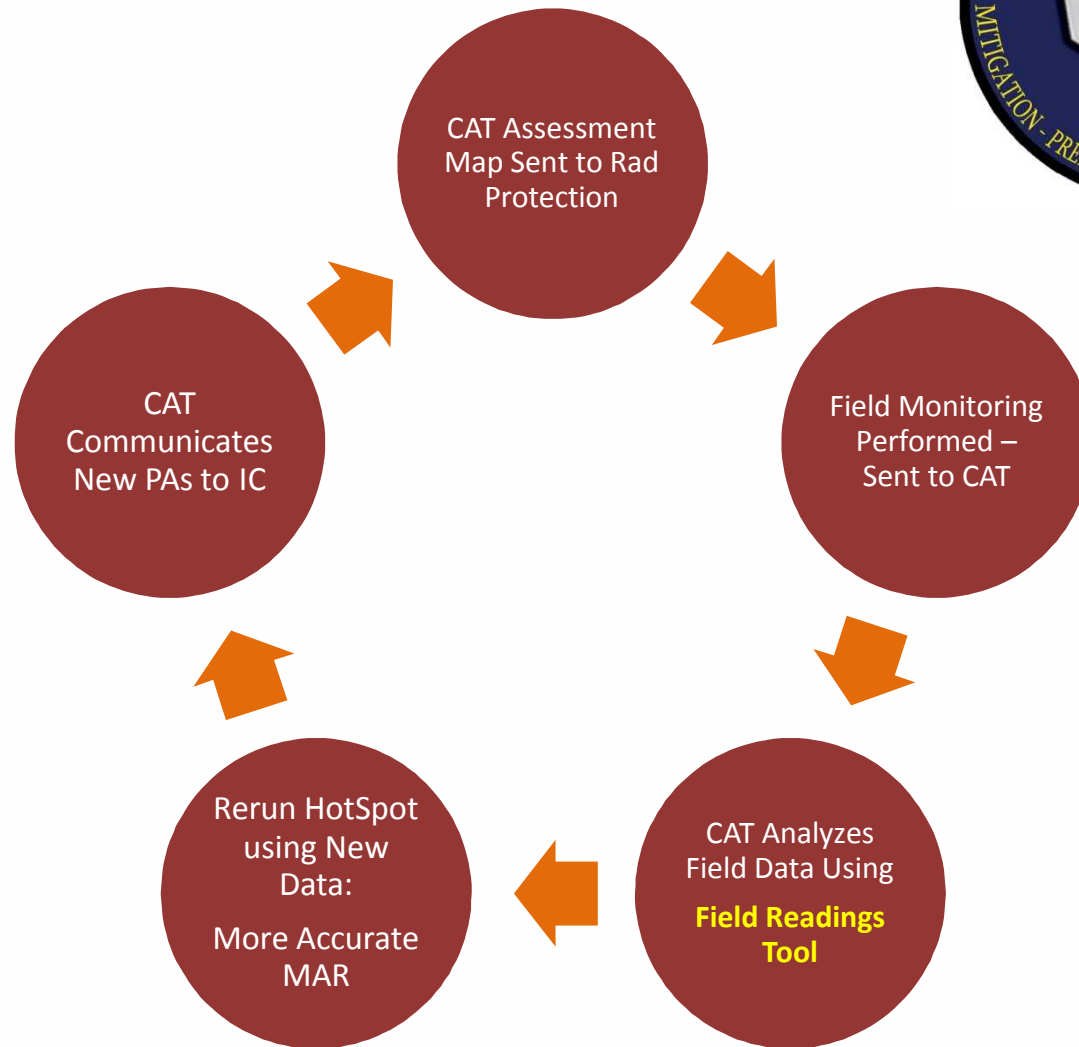 MITIGATION - PRE
CAT Assessment
Map Sent to Rad
Protection
CAT
Communicates
New PAs to IC
Field Monitoring
Performed –
Sent to CAT
Rerun HotSpot
using New
Data:
More Accurate
MAR
CAT Analyzes
Field Data Using
Field Readings
Tool